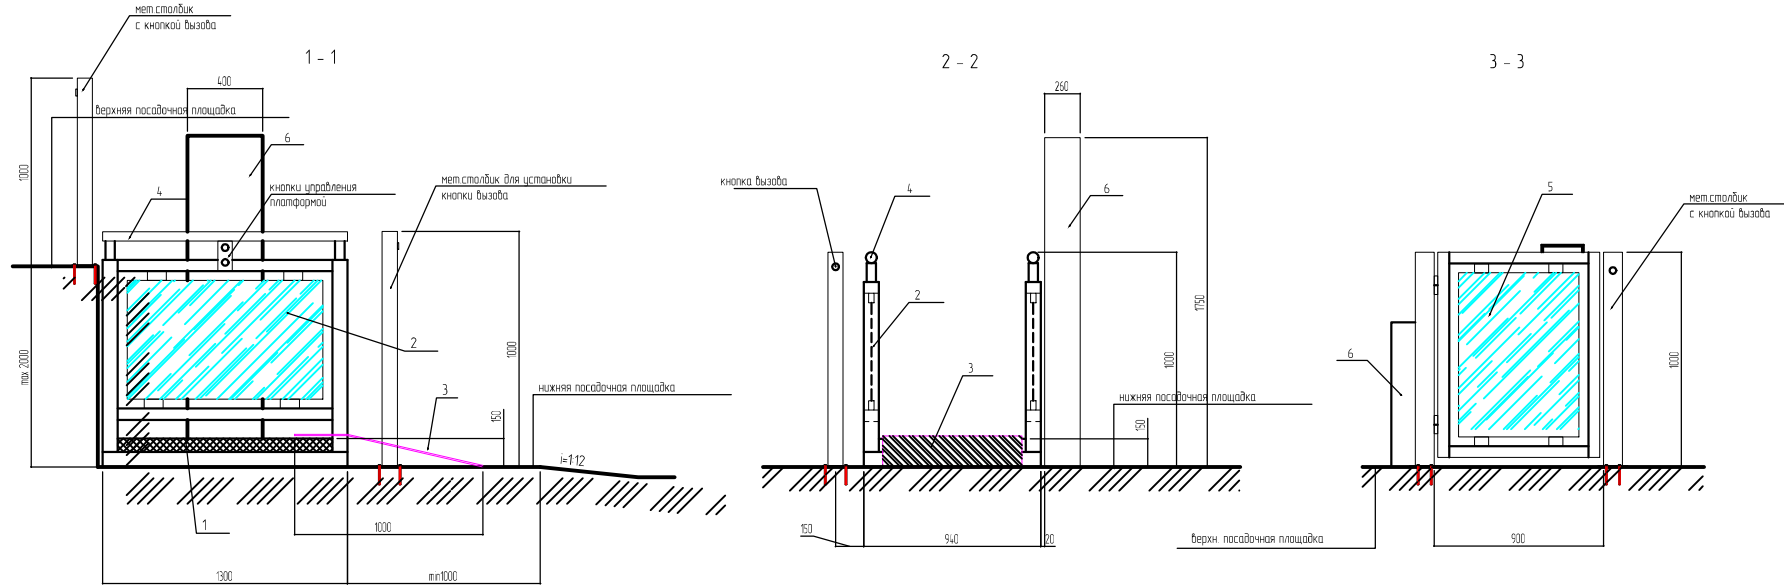 мет.столбик
с кнопкой вызова
1 - 1
400
верхняя посадочная площадка
6
1000
4
кнопки управления
платформой
мет.столбик для установки
кнопки вызова
max 2000
2
1000
3
нижняя посадочная площадка
150
i=1:12
1
1000
1300
min1000
2 - 2
260
кнопка вызова
4
6
2
1750
3
1000
нижняя посадочная площадка
150
150
940
20
3 - 3
5
мет.столбик
с кнопкой вызова
6
1000
верхн. посадочная площадка
900